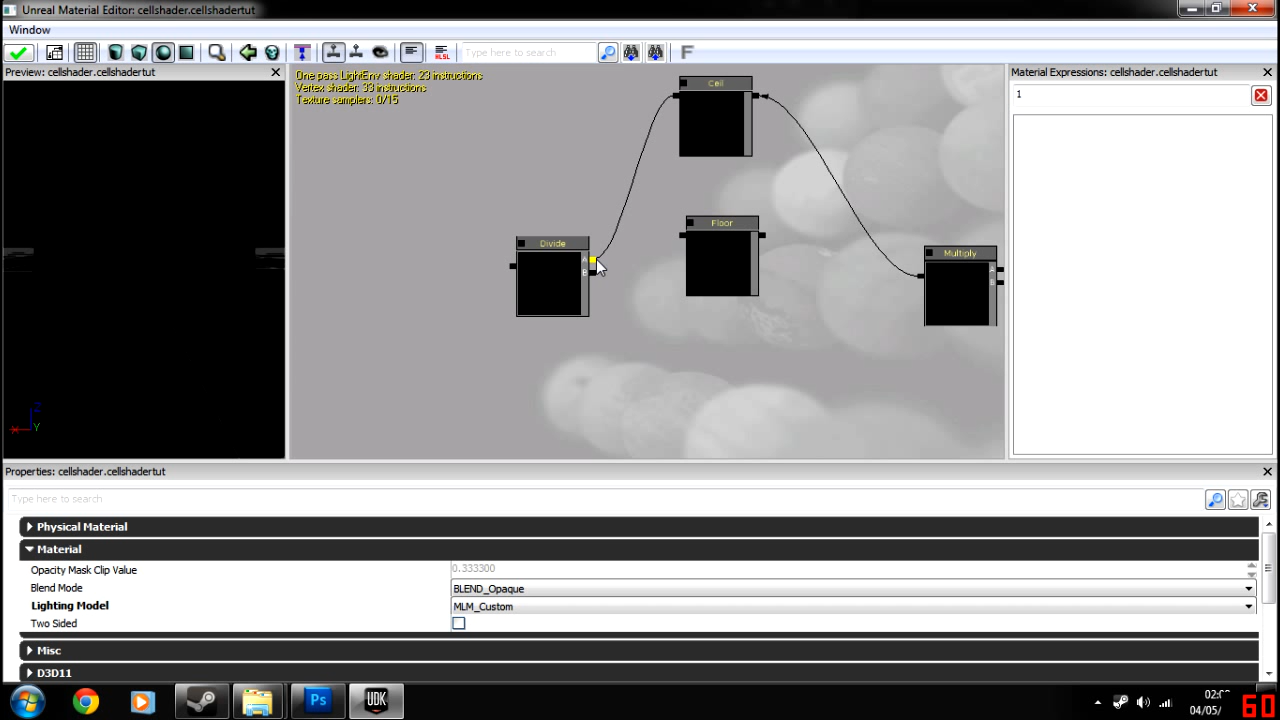 Unreal Material Editor: cellshader.cellshadertut
Window
HLSL
Type here to search
F
Preview: cellshader.cellshadertut
One pass LightEnv shader: 23 instructions
Vertex shader: 33 instructions
Texture samplers: 0/15
Ceil
Floor
Divide
A
B
Multiply
A
B
Z
X
Y
Material Expressions: cellshader.cellshadertut
1
Properties: cellshader.cellshadertut
Type here to search
Physical Material
Material
Opacity Mask Clip Value
0.333300
Blend Mode
BLEND_Opaque
Lighting Model
MLM_Custom
Two Sided
Misc
D3D11
Ps
UDK
04/05/
60